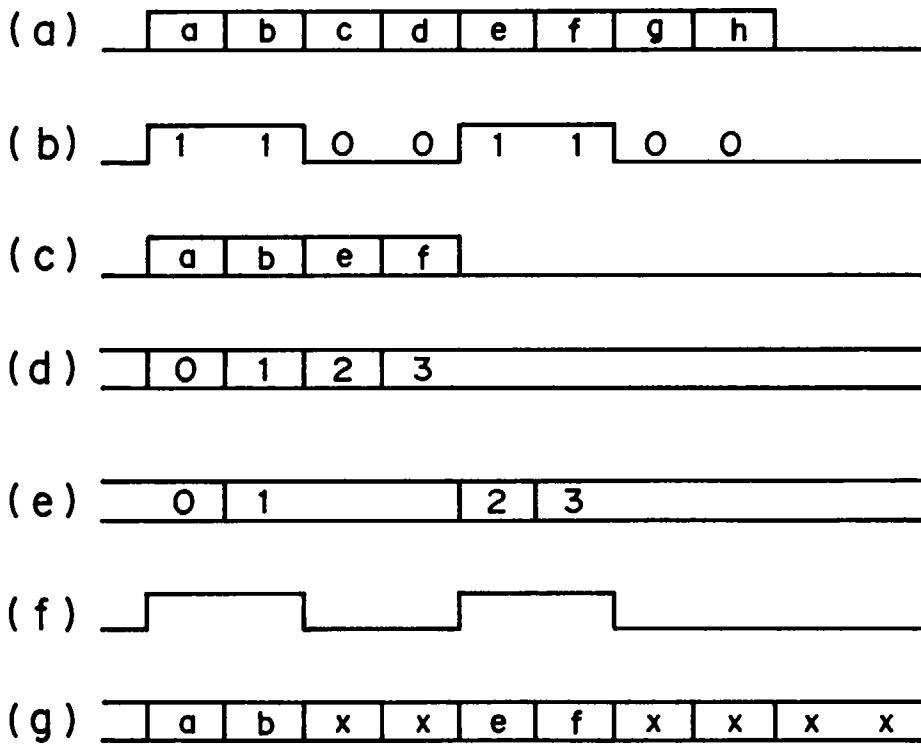 (a) a b c d e f g h
(b) 1 1 0 0 1 1 0 0
(c) a b e f
(d) 0 1 2 3
(e) 0 1 2 3
(f)
(g) a b x x e f x x x x